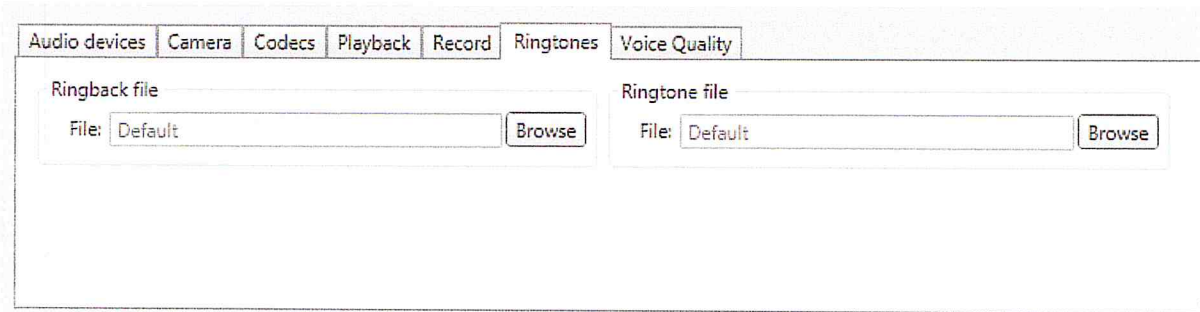 Audio devices Camera Codecs Playback Record Ringtones Voice Quality
Ringback file
File: Default Browse
Ringtone file
File: Default Browse